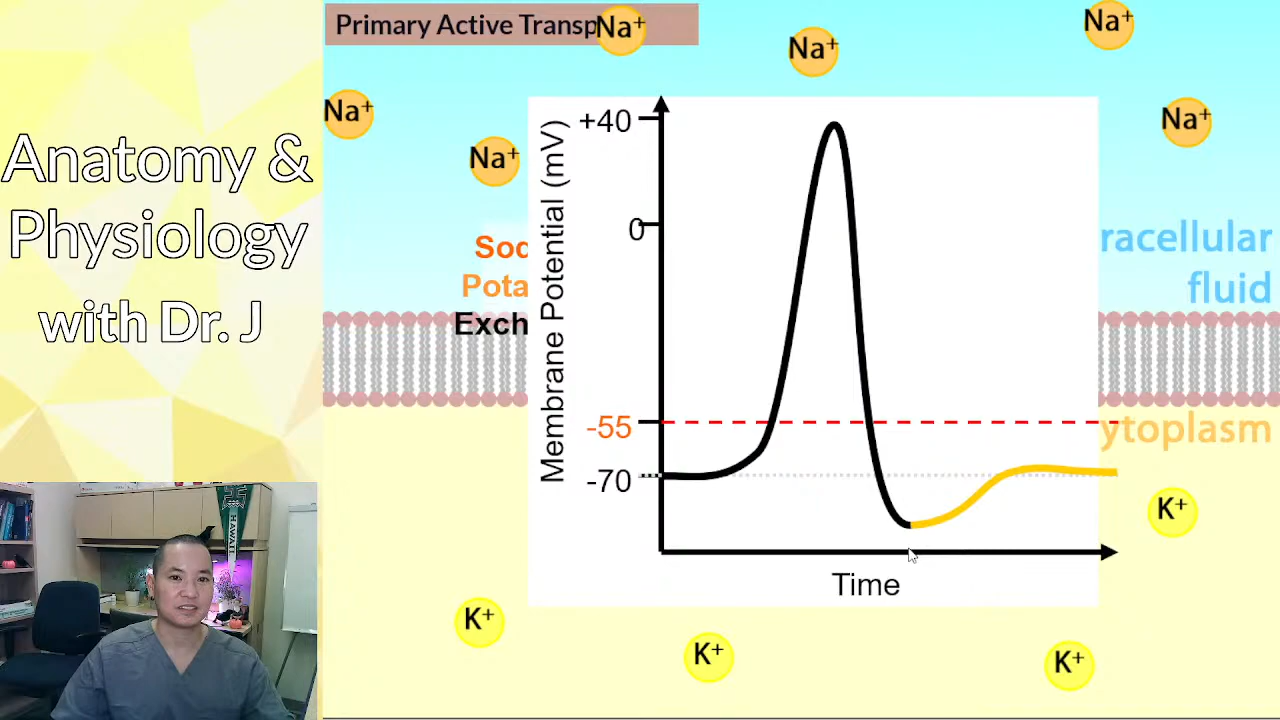 Anatomy &
Physiology
with Dr. J
HAWAII
Primary Active Transp
Na⁺
Na⁺
Na⁺
Na⁺
Na⁺
Na⁺
Sod
Pota
Exch
racellular
fluid
ytoplasm
Membrane Potential (mV)
+40
0
-55
-70
Time
K⁺
K⁺
K⁺
K⁺